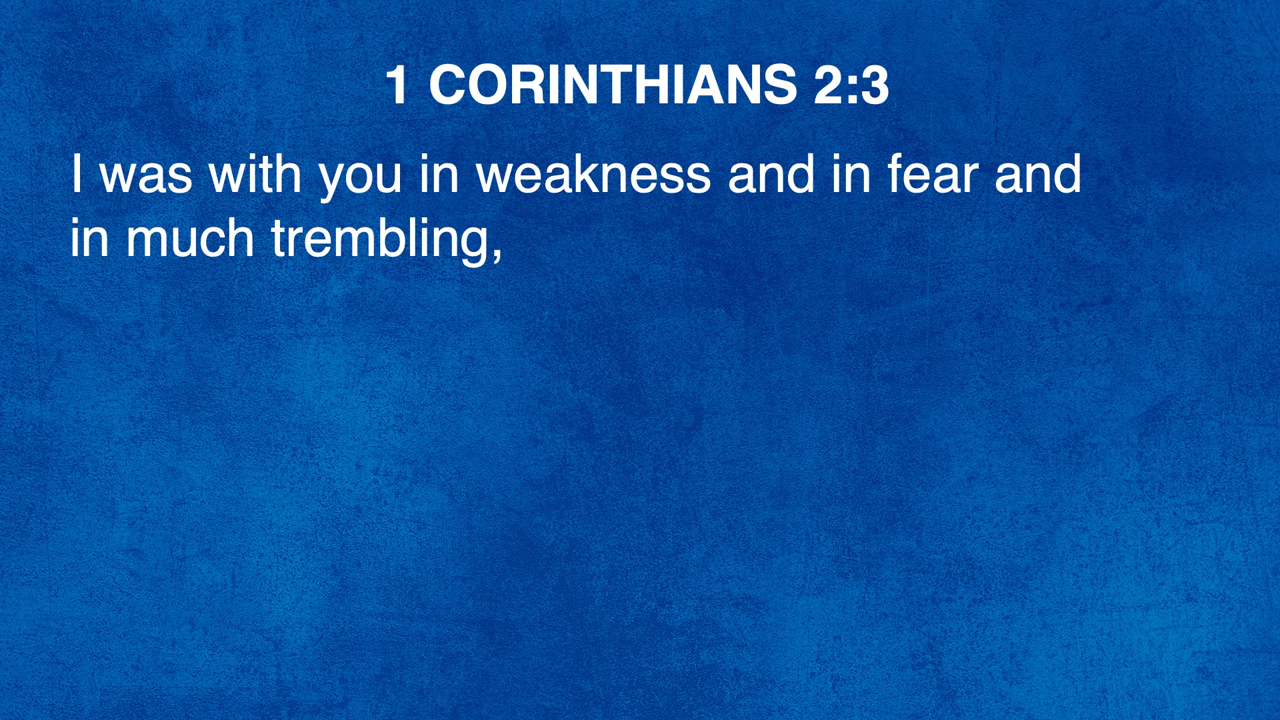 1 CORINTHIANS 2:3
I was with you in weakness and in fear and
in much trembling,